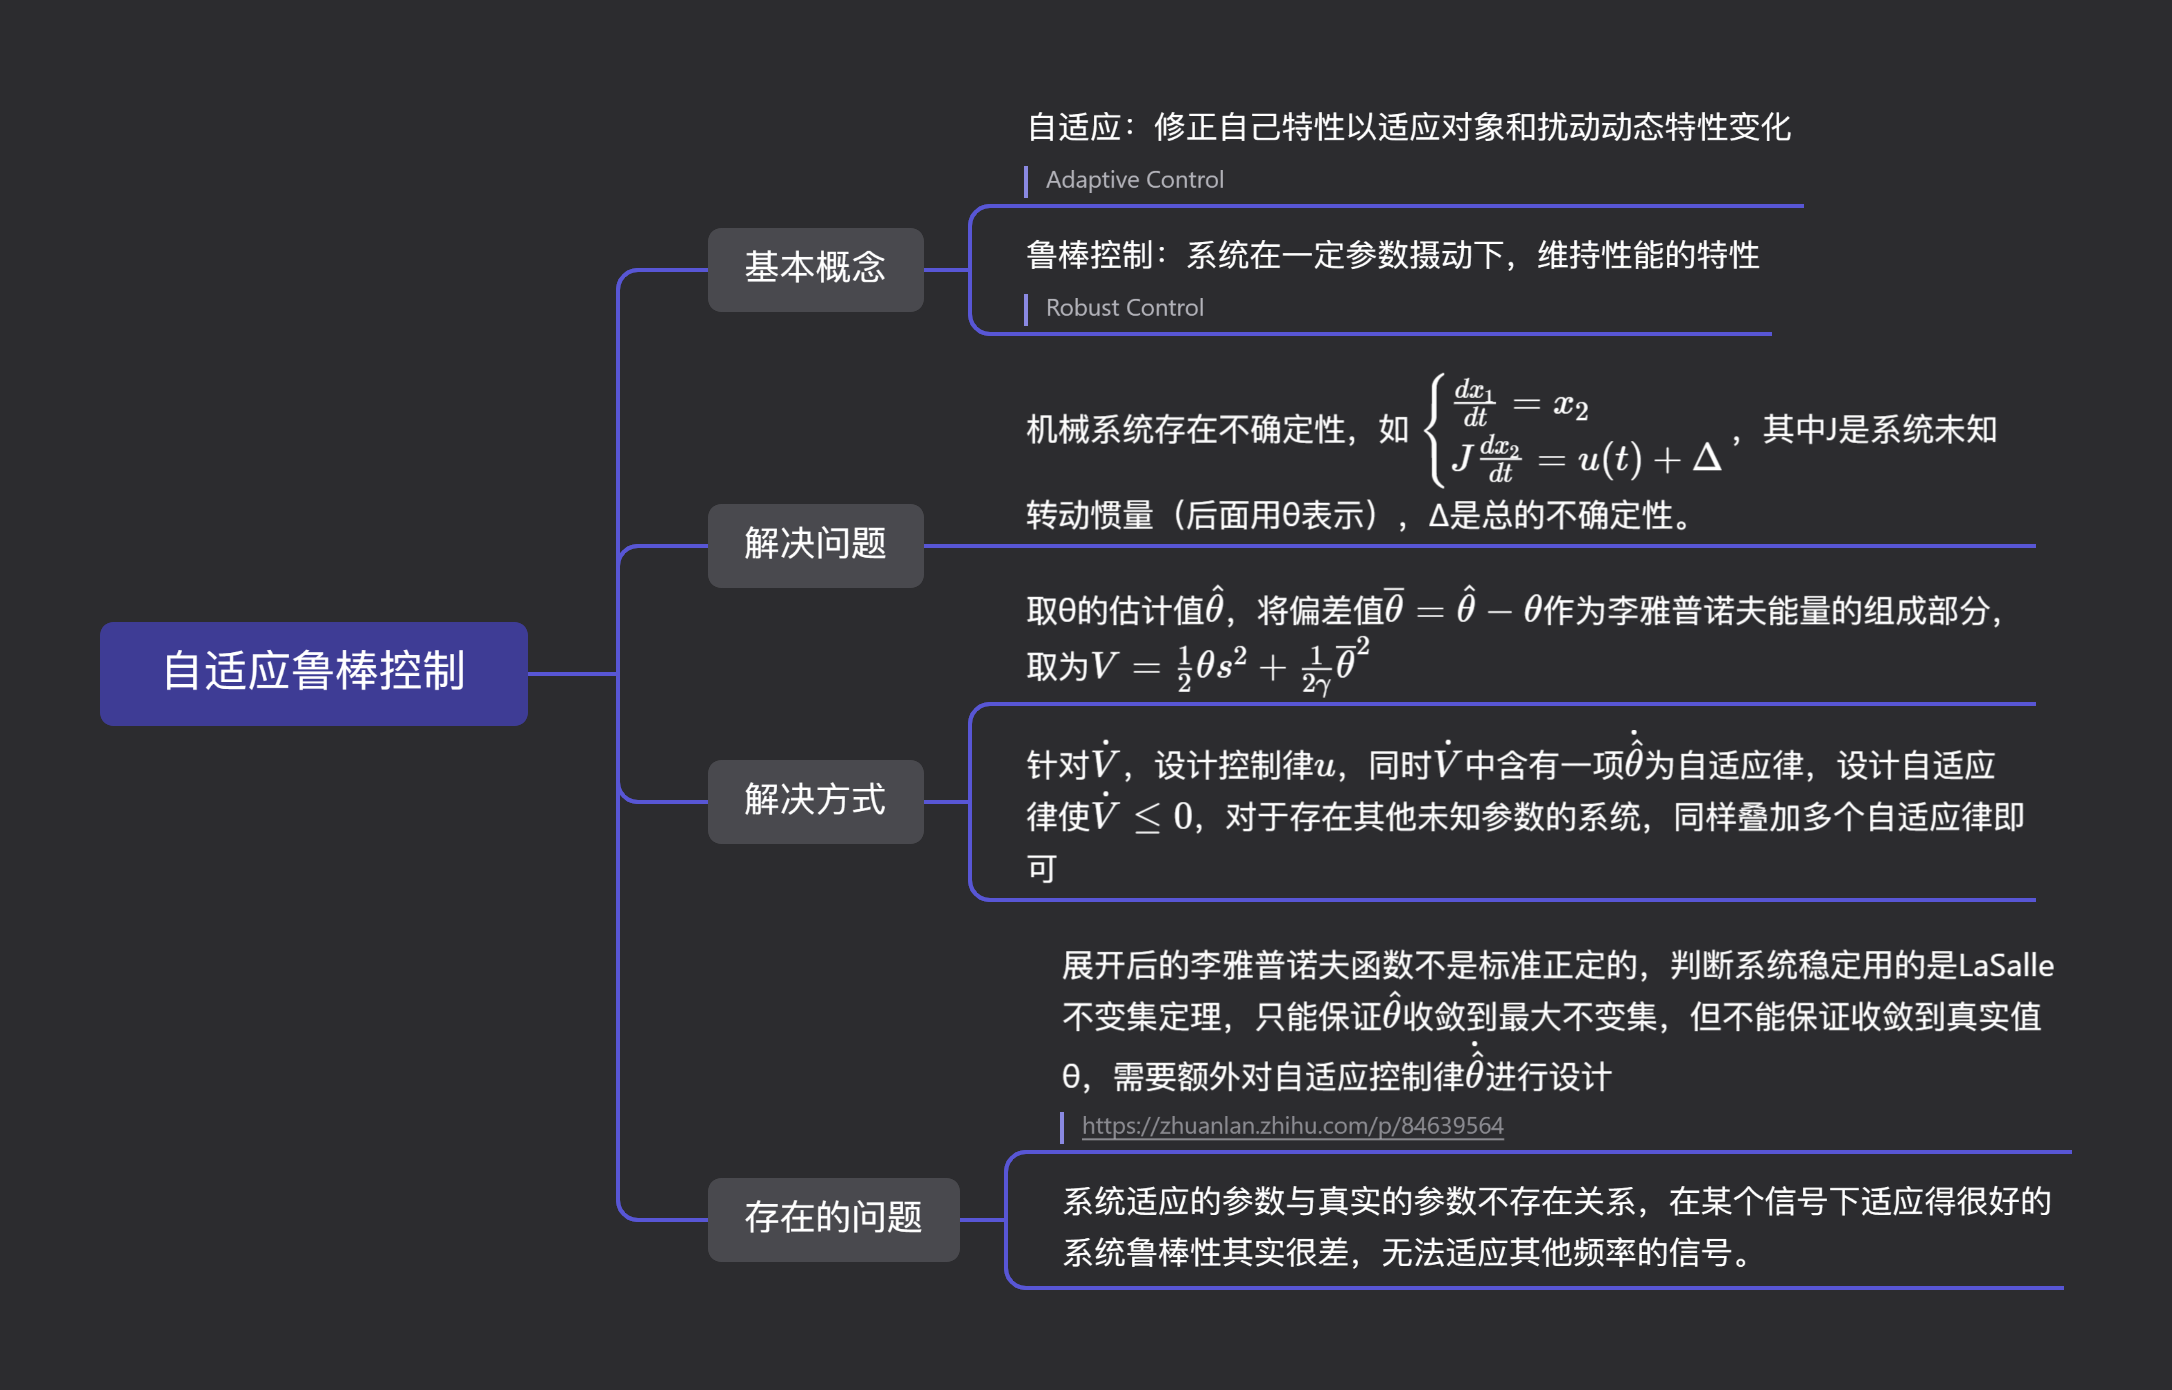 自适应鲁棒控制
基本概念
自适应：修正自己特性以适应对象和扰动动态特性变化
Adaptive Control
鲁棒控制：系统在一定参数摄动下，维持性能的特性
Robust Control
解决问题
机械系统存在不确定性，如 $\begin{cases} \frac{dx_1}{dt} = x_2 \\ J\frac{dx_2}{dt} = u(t) + \Delta \end{cases}$ ，其中J是系统未知
转动惯量（后面用θ表示），Δ是总的不确定性。
解决方式
取θ的估计值$\hat{\theta}$，将偏差值$\overline{\theta} = \hat{\theta} - \theta$作为李雅普诺夫能量的组成部分，
取为$V = \frac{1}{2}\theta s^2 + \frac{1}{2\gamma}\overline{\theta}^2$
针对$\dot{V}$，设计控制律$u$，同时$\dot{V}$中含有一项$\dot{\hat{\theta}}$为自适应律，设计自适应
律使$\dot{V} \leq 0$，对于存在其他未知参数的系统，同样叠加多个自适应律即
可
存在的问题
展开后的李雅普诺夫函数不是标准正定的，判断系统稳定用的是LaSalle
不变集定理，只能保证$\hat{\theta}$收敛到最大不变集，但不能保证收敛到真实值
θ，需要额外对自适应控制律$\dot{\hat{\theta}}$进行设计
https://zhuanlan.zhihu.com/p/84639564
系统适应的参数与真实的参数不存在关系，在某个信号下适应得很好的
系统鲁棒性其实很差，无法适应其他频率的信号。